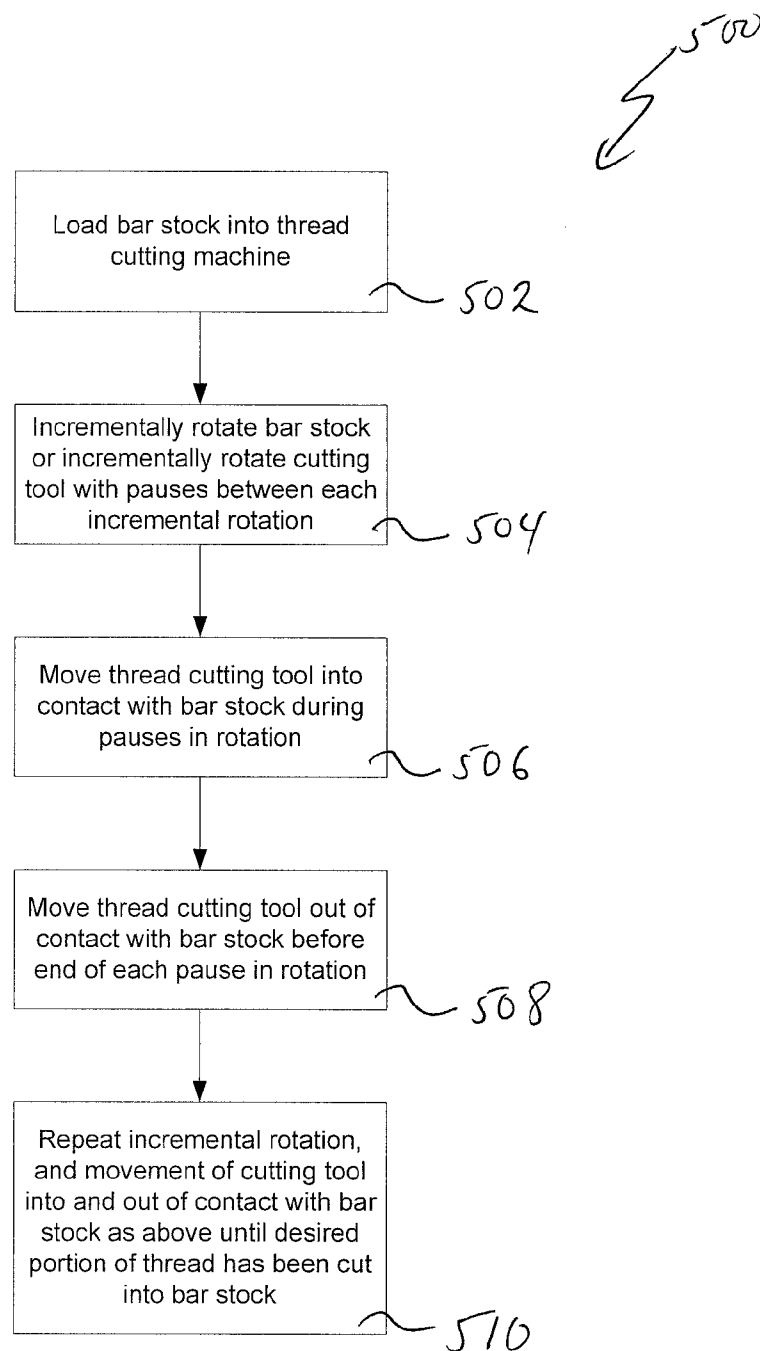 500
Load bar stock into thread
cutting machine
502
Incrementally rotate bar stock
or incrementally rotate cutting
tool with pauses between each
incremental rotation
504
Move thread cutting tool into
contact with bar stock during
pauses in rotation
506
Move thread cutting tool out of
contact with bar stock before
end of each pause in rotation
508
Repeat incremental rotation,
and movement of cutting tool
into and out of contact with bar
stock as above until desired
portion of thread has been cut
into bar stock
510